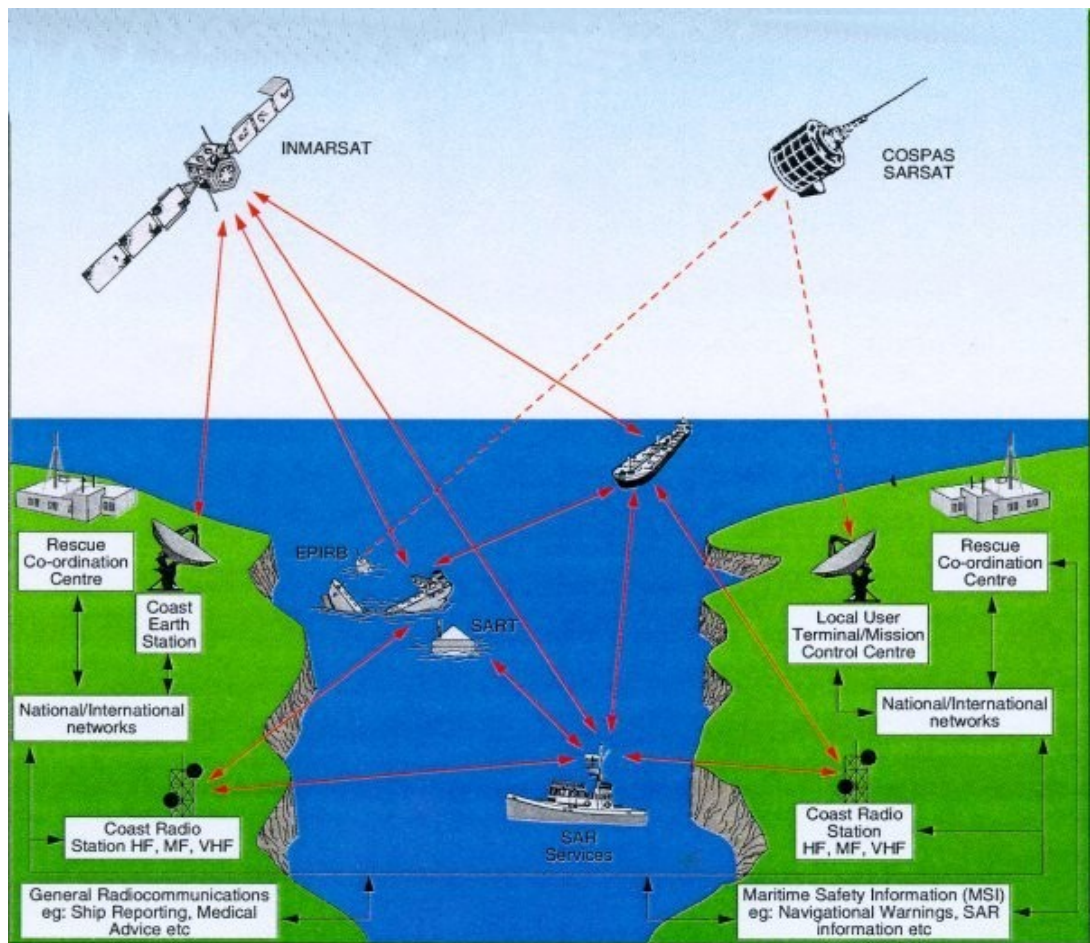 INMARSAT
COSPAS
SARSAT
Rescue
Co-ordination
Centre
Coast
Earth
Station
National/International
networks
Coast Radio
Station HF, MF, VHF
General Radiocommunications
eg: Ship Reporting, Medical
Advice etc
EPIRB
SART
SAR
Services
Rescue
Co-ordination
Centre
Local User
Terminal/Mission
Control Centre
National/International
networks
Coast Radio
Station
HF, MF, VHF
Maritime Safety Information (MSI)
eg: Navigational Warnings, SAR
information etc